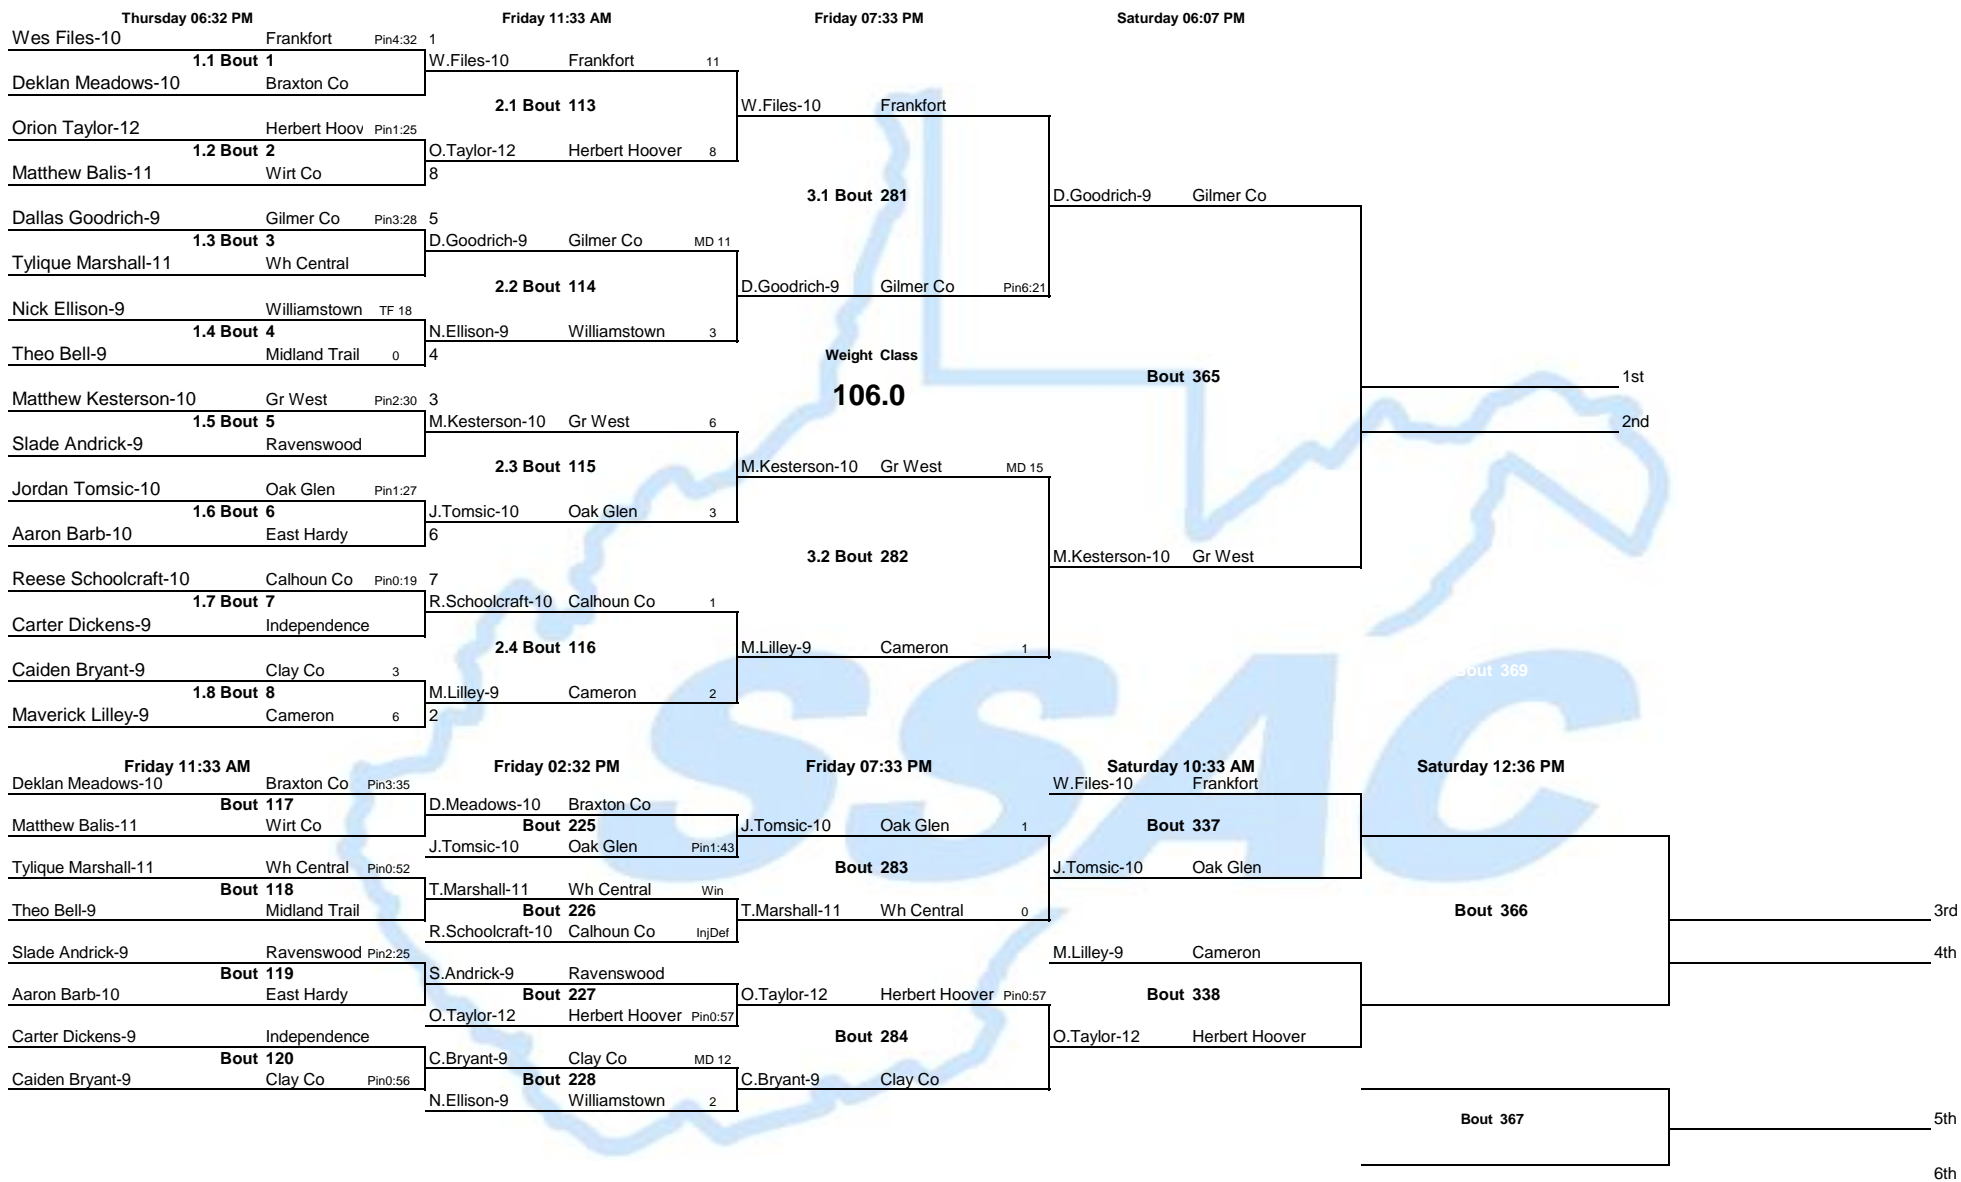 Thursday 06:32 PM Friday 11:33 AM Friday 07:33 PM Saturday 06:07 PM
Wes Files-10 Frankfort Pin4:32 1
1.1 Bout 1
W.Files-10 Frankfort 11
Deklan Meadows-10 Braxton Co
2.1 Bout 113
W.Files-10 Frankfort
Orion Taylor-12 Herbert Hoov Pin1:25
1.2 Bout 2
O.Taylor-12 Herbert Hoover 8
Matthew Balis-11 Wirt Co 8
3.1 Bout 281
D.Goodrich-9 Gilmer Co
Dallas Goodrich-9 Gilmer Co Pin3:28 5
1.3 Bout 3
D.Goodrich-9 Gilmer Co MD 11
Tylique Marshall-11 Wh Central
2.2 Bout 114
D.Goodrich-9 Gilmer Co Pin6:21
Nick Ellison-9 Williamstown TF 18
1.4 Bout 4
N.Ellison-9 Williamstown 3
Theo Bell-9 Midland Trail 0 4
Weight Class
106.0
Bout 365
1st
Matthew Kesterson-10 Gr West Pin2:30 3
1.5 Bout 5
M.Kesterson-10 Gr West 6
2nd
Slade Andrick-9 Ravenswood
2.3 Bout 115
M.Kesterson-10 Gr West MD 15
Jordan Tomsic-10 Oak Glen Pin1:27
1.6 Bout 6
J.Tomsic-10 Oak Glen 3
Aaron Barb-10 East Hardy 6
3.2 Bout 282
M.Kesterson-10 Gr West
Reese Schoolcraft-10 Calhoun Co Pin0:19 7
1.7 Bout 7
R.Schoolcraft-10 Calhoun Co 1
Carter Dickens-9 Independence
2.4 Bout 116
M.Lilley-9 Cameron 1
Caiden Bryant-9 Clay Co 3
Bout 369
1.8 Bout 8
M.Lilley-9 Cameron 2
Maverick Lilley-9 Cameron 6 2
SSAC
Friday 11:33 AM Friday 02:32 PM Friday 07:33 PM Saturday 10:33 AM Saturday 12:36 PM
Deklan Meadows-10 Braxton Co Pin3:35
W.Files-10 Frankfort
Bout 117
D.Meadows-10 Braxton Co
Matthew Balis-11 Wirt Co
Bout 225
J.Tomsic-10 Oak Glen 1
Bout 337
J.Tomsic-10 Oak Glen Pin1:43
Tylique Marshall-11 Wh Central Pin0:52
Bout 283
J.Tomsic-10 Oak Glen
Bout 118
T.Marshall-11 Wh Central Win
Theo Bell-9 Midland Trail
Bout 226
T.Marshall-11 Wh Central 0
Bout 366
3rd
R.Schoolcraft-10 Calhoun Co InjDef
Slade Andrick-9 Ravenswood Pin2:25
M.Lilley-9 Cameron
4th
Bout 119
S.Andrick-9 Ravenswood
Aaron Barb-10 East Hardy
Bout 227
O.Taylor-12 Herbert Hoover Pin0:57
Bout 338
O.Taylor-12 Herbert Hoover Pin0:57
Carter Dickens-9 Independence
Bout 284
O.Taylor-12 Herbert Hoover
Bout 120
C.Bryant-9 Clay Co MD 12
Caiden Bryant-9 Clay Co Pin0:56
Bout 228
C.Bryant-9 Clay Co
N.Ellison-9 Williamstown 2
Bout 367
5th
6th